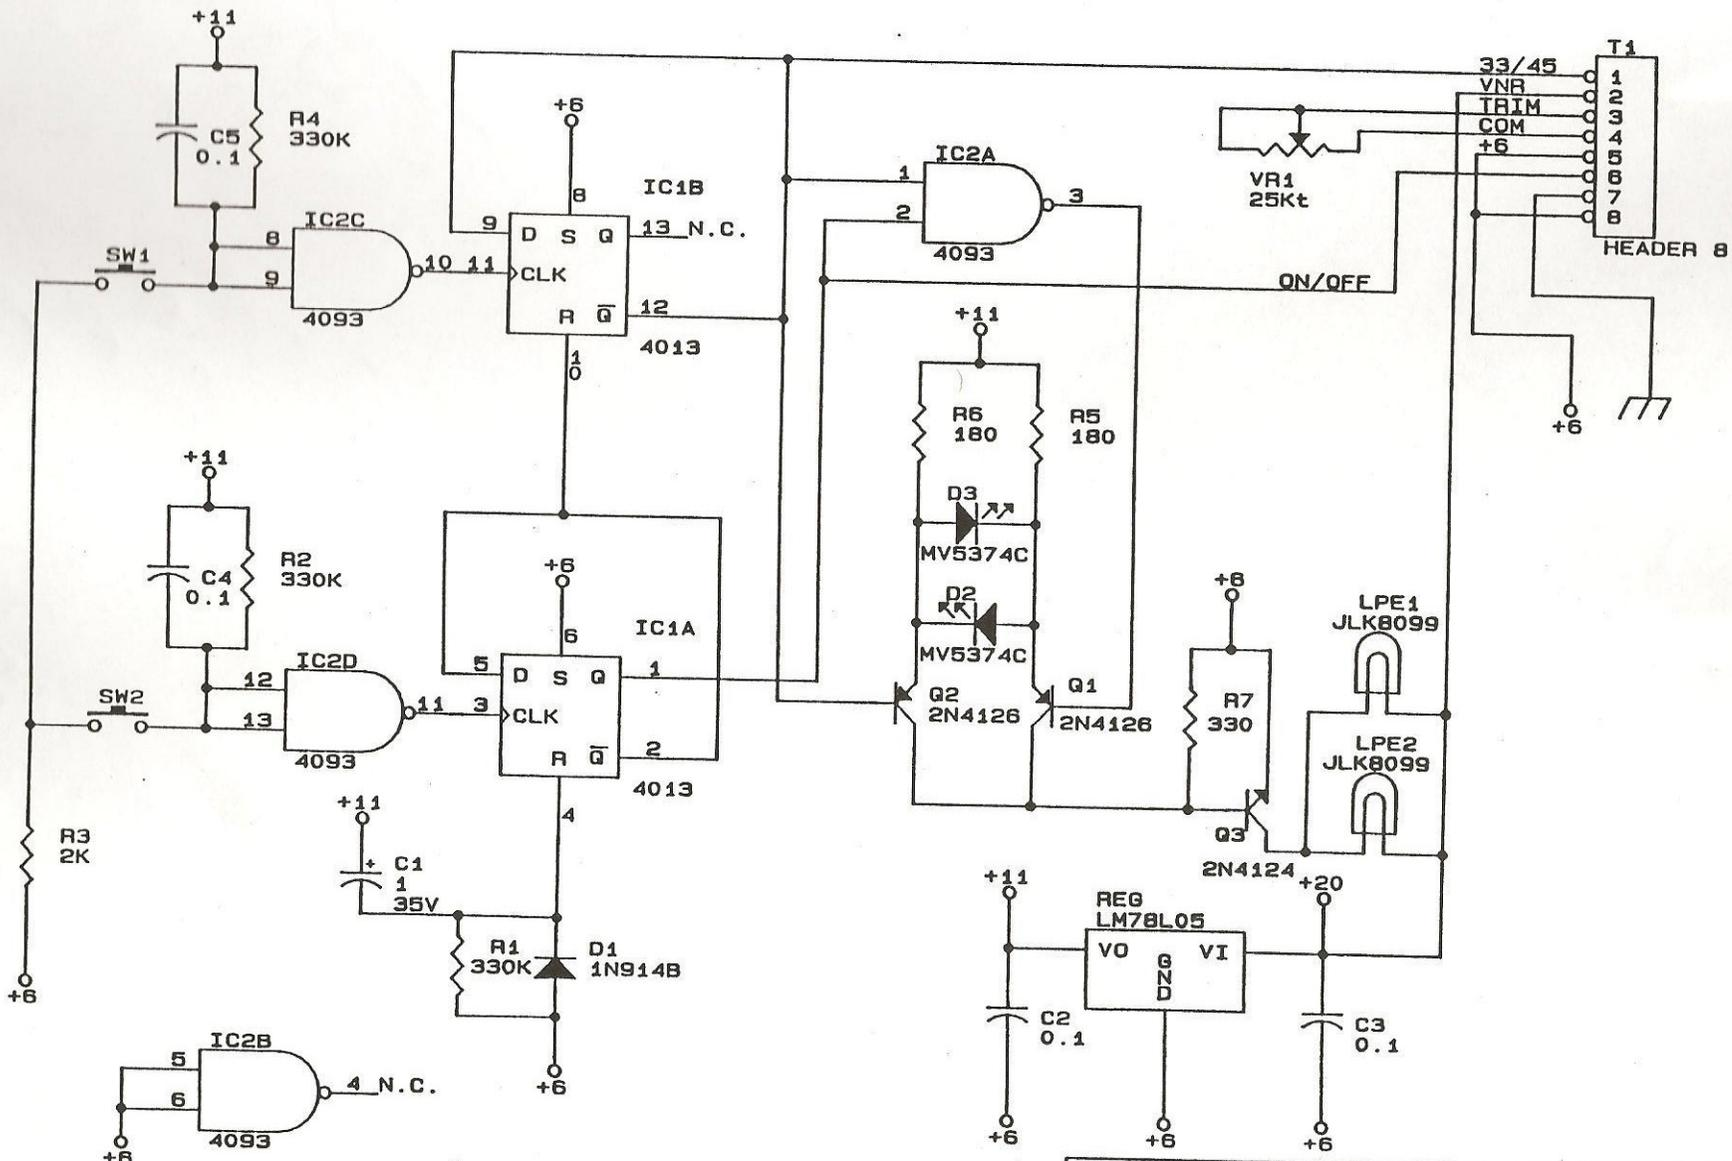 +11
C5
0.1
R4
330K
IC2C
8
9
10
4093
SW1
+6
8
IC1B
9
D
S
Q
13
N.C.
11
CLK
R
Q̅
12
4013
1
0
IC2A
1
2
3
4093
33/45
VNR
TRIM
COM
+6
T1
1
2
3
4
5
6
7
8
HEADER 8
VR1
25Kt
ON/OFF
+6
+11
R6
180
R5
180
D3
MV5374C
D2
MV5374C
Q2
2N4126
Q1
2N4126
+11
C4
0.1
R2
330K
IC2D
12
13
11
4093
SW2
+6
6
IC1A
5
D
S
Q
1
3
CLK
R
Q̅
2
4013
4
+6
R7
330
Q3
2N4124
LPE1
JLK8099
LPE2
JLK8099
R3
2K
+6
+11
+
C1
1
35V
R1
330K
D1
1N914B
+6
+11
REG
LM78L05
VO
GND
VI
+20
C2
0.1
C3
0.1
+6
+6
+6
IC2B
5
6
4
N.C.
4093
+6